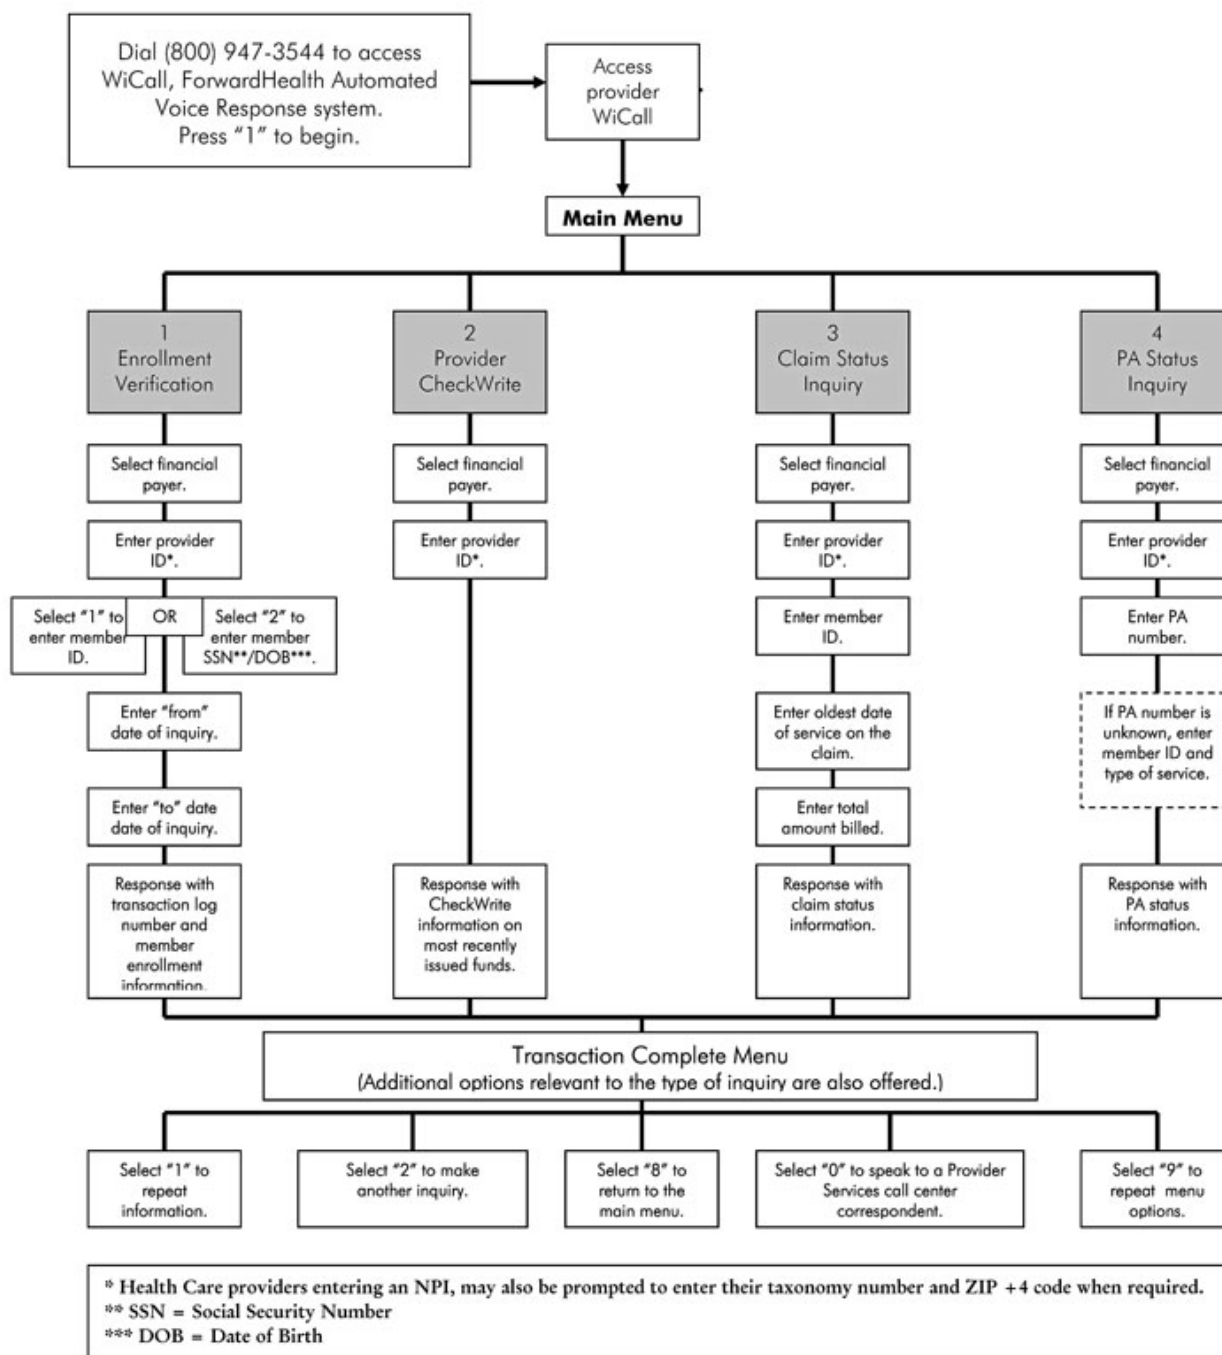 Dial (800) 947-3544 to access
WiCall, ForwardHealth Automated
Voice Response system.
Press "1" to begin.
Access
provider
WiCall
Main Menu
1
Enrollment
Verification
2
Provider
CheckWrite
3
Claim Status
Inquiry
4
PA Status
Inquiry
Select financial
payer.
Select financial
payer.
Select financial
payer.
Select financial
payer.
Enter provider
ID*.
Enter provider
ID*.
Enter provider
ID*.
Enter provider
ID*.
Select "1" to
enter member
ID.
OR
Select "2" to
enter member
SSN**/DOB***.
Enter member
ID.
Enter PA
number.
Enter "from"
date of inquiry.
Enter oldest date
of service on the
claim.
If PA number is
unknown, enter
member ID and
type of service.
Enter "to" date
date of inquiry.
Enter total
amount billed.
Response with
transaction log
number and
member
enrollment
information.
Response with
CheckWrite
information on
most recently
issued funds.
Response with
claim status
information.
Response with
PA status
information.
Transaction Complete Menu
(Additional options relevant to the type of inquiry are also offered.)
Select "1" to
repeat
information.
Select "2" to make
another inquiry.
Select "8" to
return to the
main menu.
Select "0" to speak to a Provider
Services call center
correspondent.
Select "9" to
repeat menu
options.
* Health Care providers entering an NPI, may also be prompted to enter their taxonomy number and ZIP +4 code when required.
** SSN = Social Security Number
*** DOB = Date of Birth